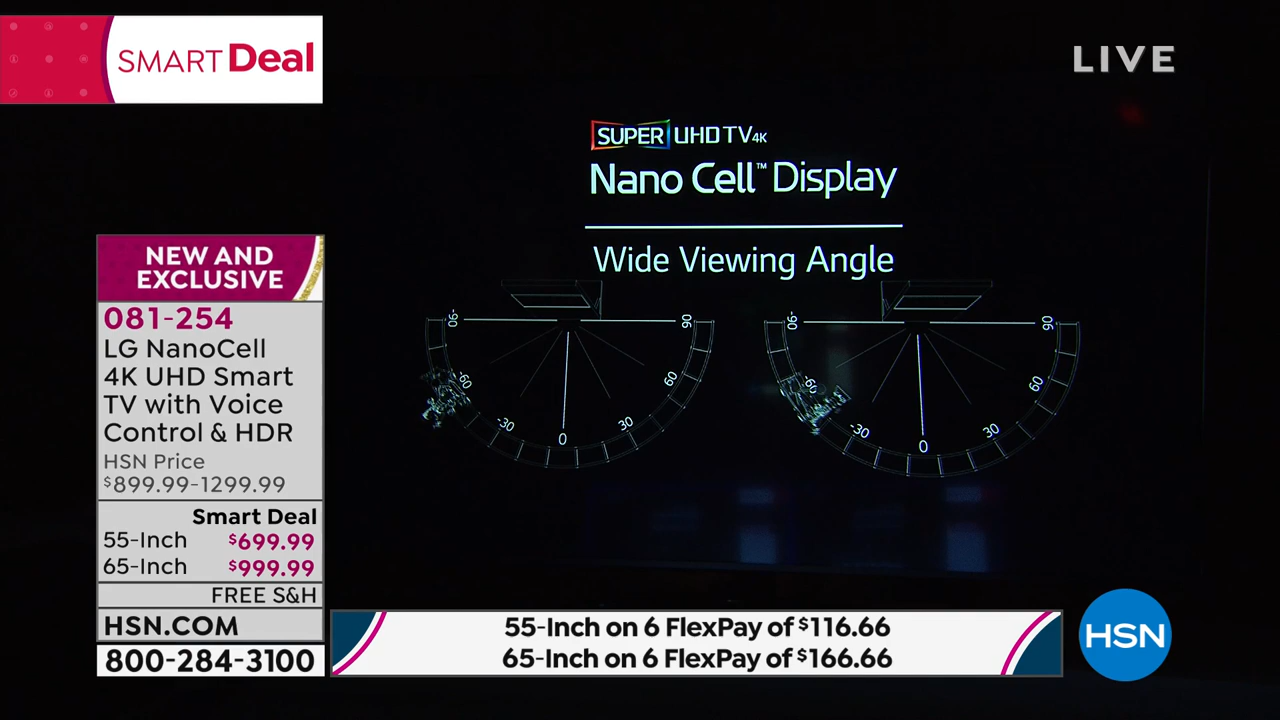 SMART Deal
LIVE
SUPER UHD TV 4K
Nano Cell™ Display
Wide Viewing Angle
NEW AND
EXCLUSIVE
081-254
LG NanoCell
4K UHD Smart
TV with Voice
Control & HDR
HSN Price
$899.99-1299.99
Smart Deal
55-Inch $699.99
65-Inch $999.99
FREE S&H
HSN.COM
800-284-3100
-90 90
-60 60
-30 30
0
-90 90
-60 60
-30 30
0
55-Inch on 6 FlexPay of $116.66
65-Inch on 6 FlexPay of $166.66
HSN